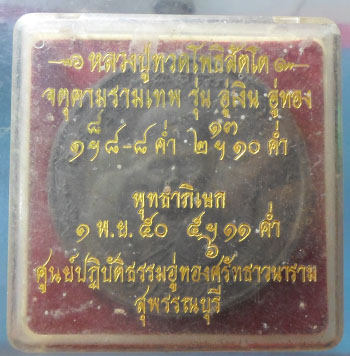 หลวงปู่ทวดโพธิสัตโต
จตุคามรามเทพ รุ่น อู่เงิน อู่ทอง
๘ ๑๓
๑ ฯ ๘-๘ ค่ำ ๒ ฯ ๑๐ ค่ำ
พุทธาภิเษก
๑ พ.ย. ๕๐ ๕ ฯ ๑๑ ค่ำ
๖
ศูนย์ปฏิบัติธรรมอู่ทองศรัทธาวนาราม
สุพรรณบุรี